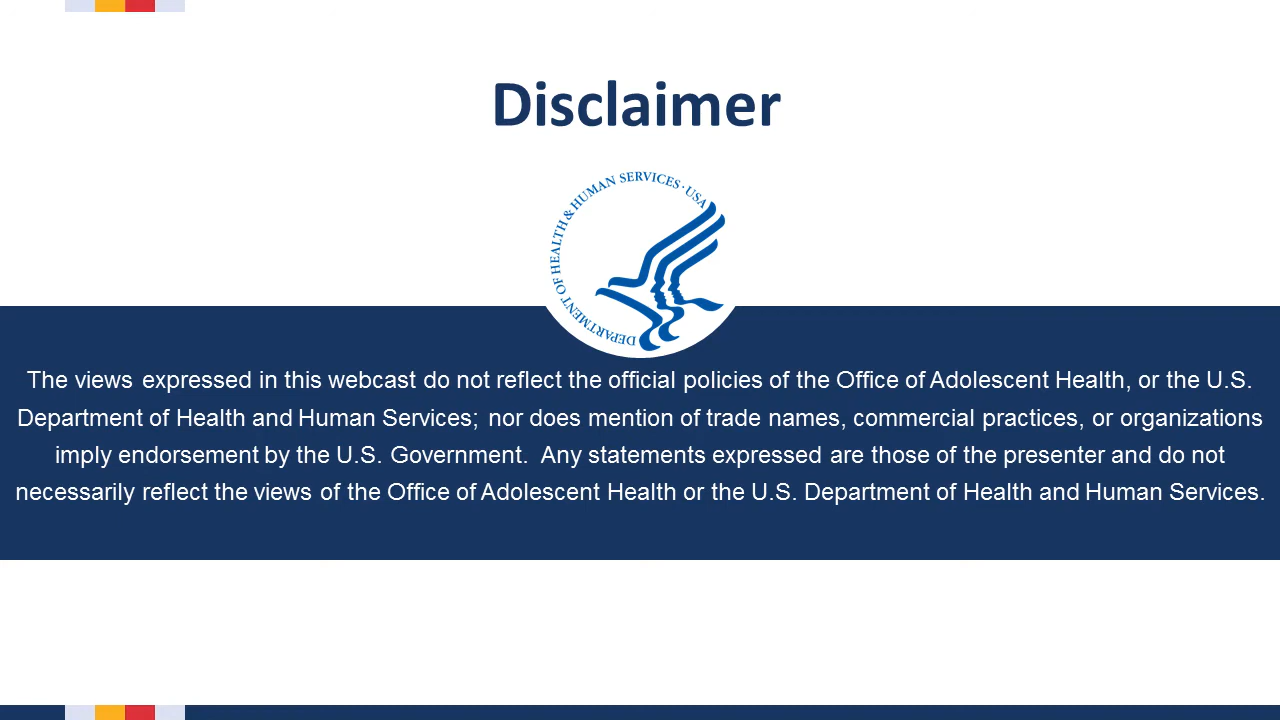 Disclaimer
DEPARTMENT OF HEALTH & HUMAN SERVICES · USA
The views expressed in this webcast do not reflect the official policies of the Office of Adolescent Health, or the U.S.
Department of Health and Human Services; nor does mention of trade names, commercial practices, or organizations
imply endorsement by the U.S. Government.  Any statements expressed are those of the presenter and do not
necessarily reflect the views of the Office of Adolescent Health or the U.S. Department of Health and Human Services.